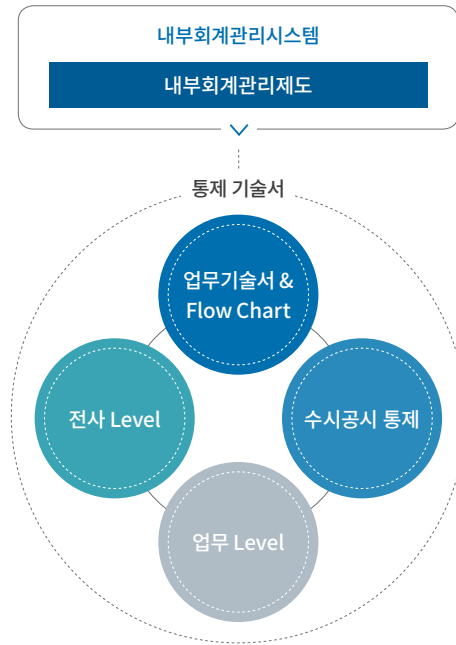 내부회계관리시스템
내부회계관리제도
통제 기술서
업무기술서 &
Flow Chart
전사 Level
수시공시 통제
업무 Level